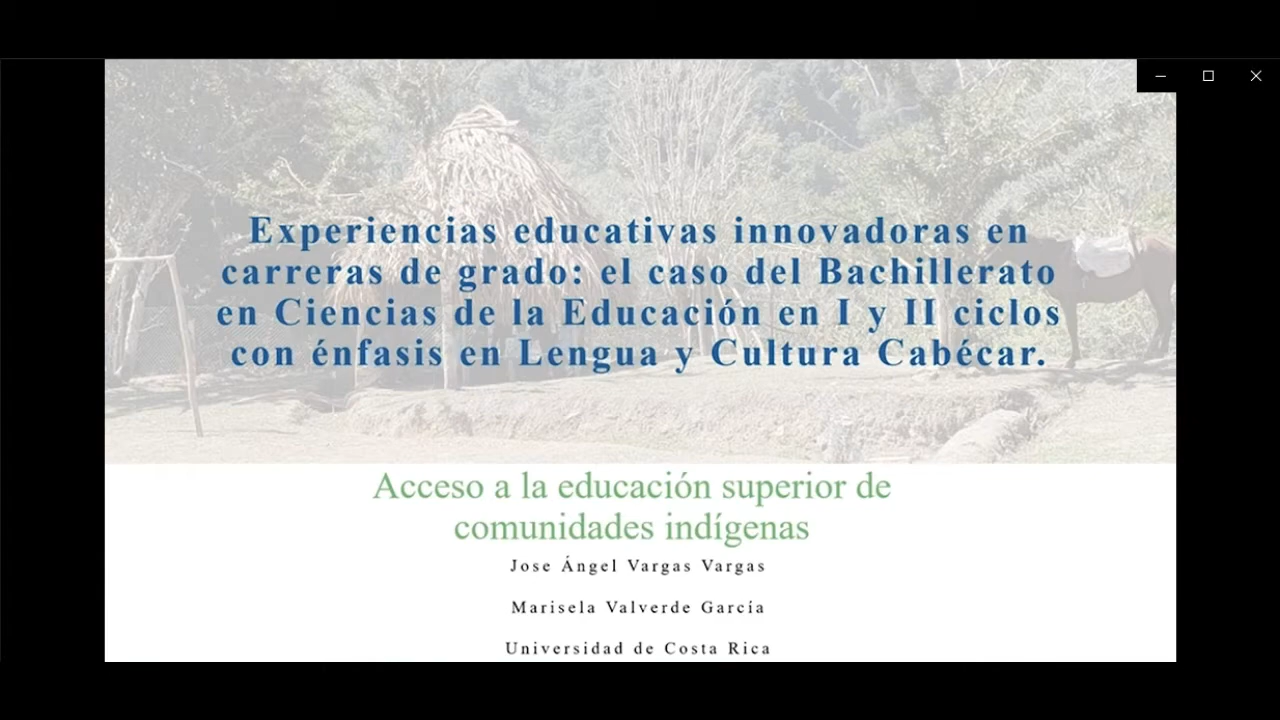 Experiencias educativas innovadoras en
carreras de grado: el caso del Bachillerato
en Ciencias de la Educación en I y II ciclos
con énfasis en Lengua y Cultura Cabécar.
Acceso a la educación superior de
comunidades indígenas
Jose Ángel Vargas Vargas
Marisela Valverde García
Universidad de Costa Rica